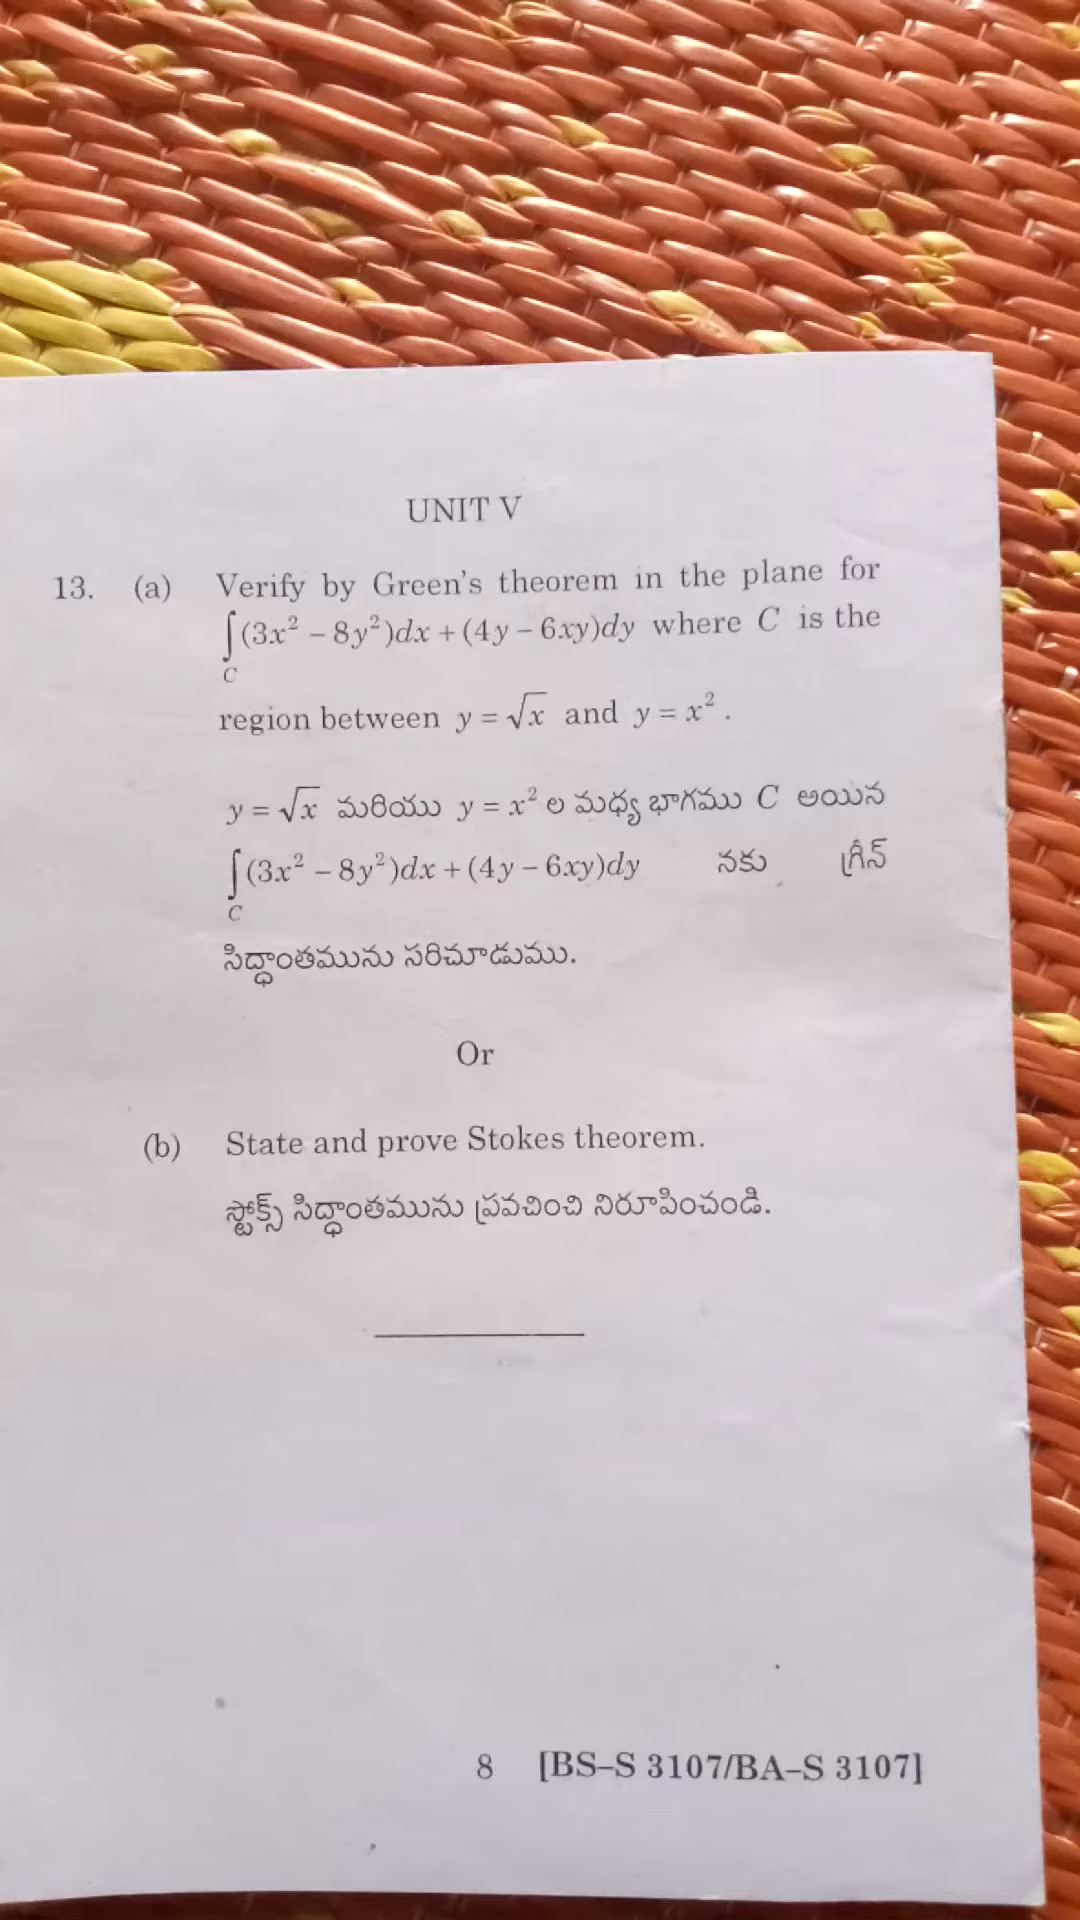 UNIT V
13. (a) Verify by Green's theorem in the plane for
∫(3x² – 8y²)dx + (4y – 6xy)dy where C is the
C
region between y = √x and y = x² .
y = √x మరియు y = x² ల మధ్య భాగము C అయిన
∫(3x² – 8y²)dx + (4y – 6xy)dy నకు గ్రీన్
C
సిద్ధాంతమును సరిచూడుము.
Or
(b) State and prove Stokes theorem.
స్టోక్స్ సిద్ధాంతమును ప్రవచించి నిరూపించండి.
8 [BS–S 3107/BA–S 3107]